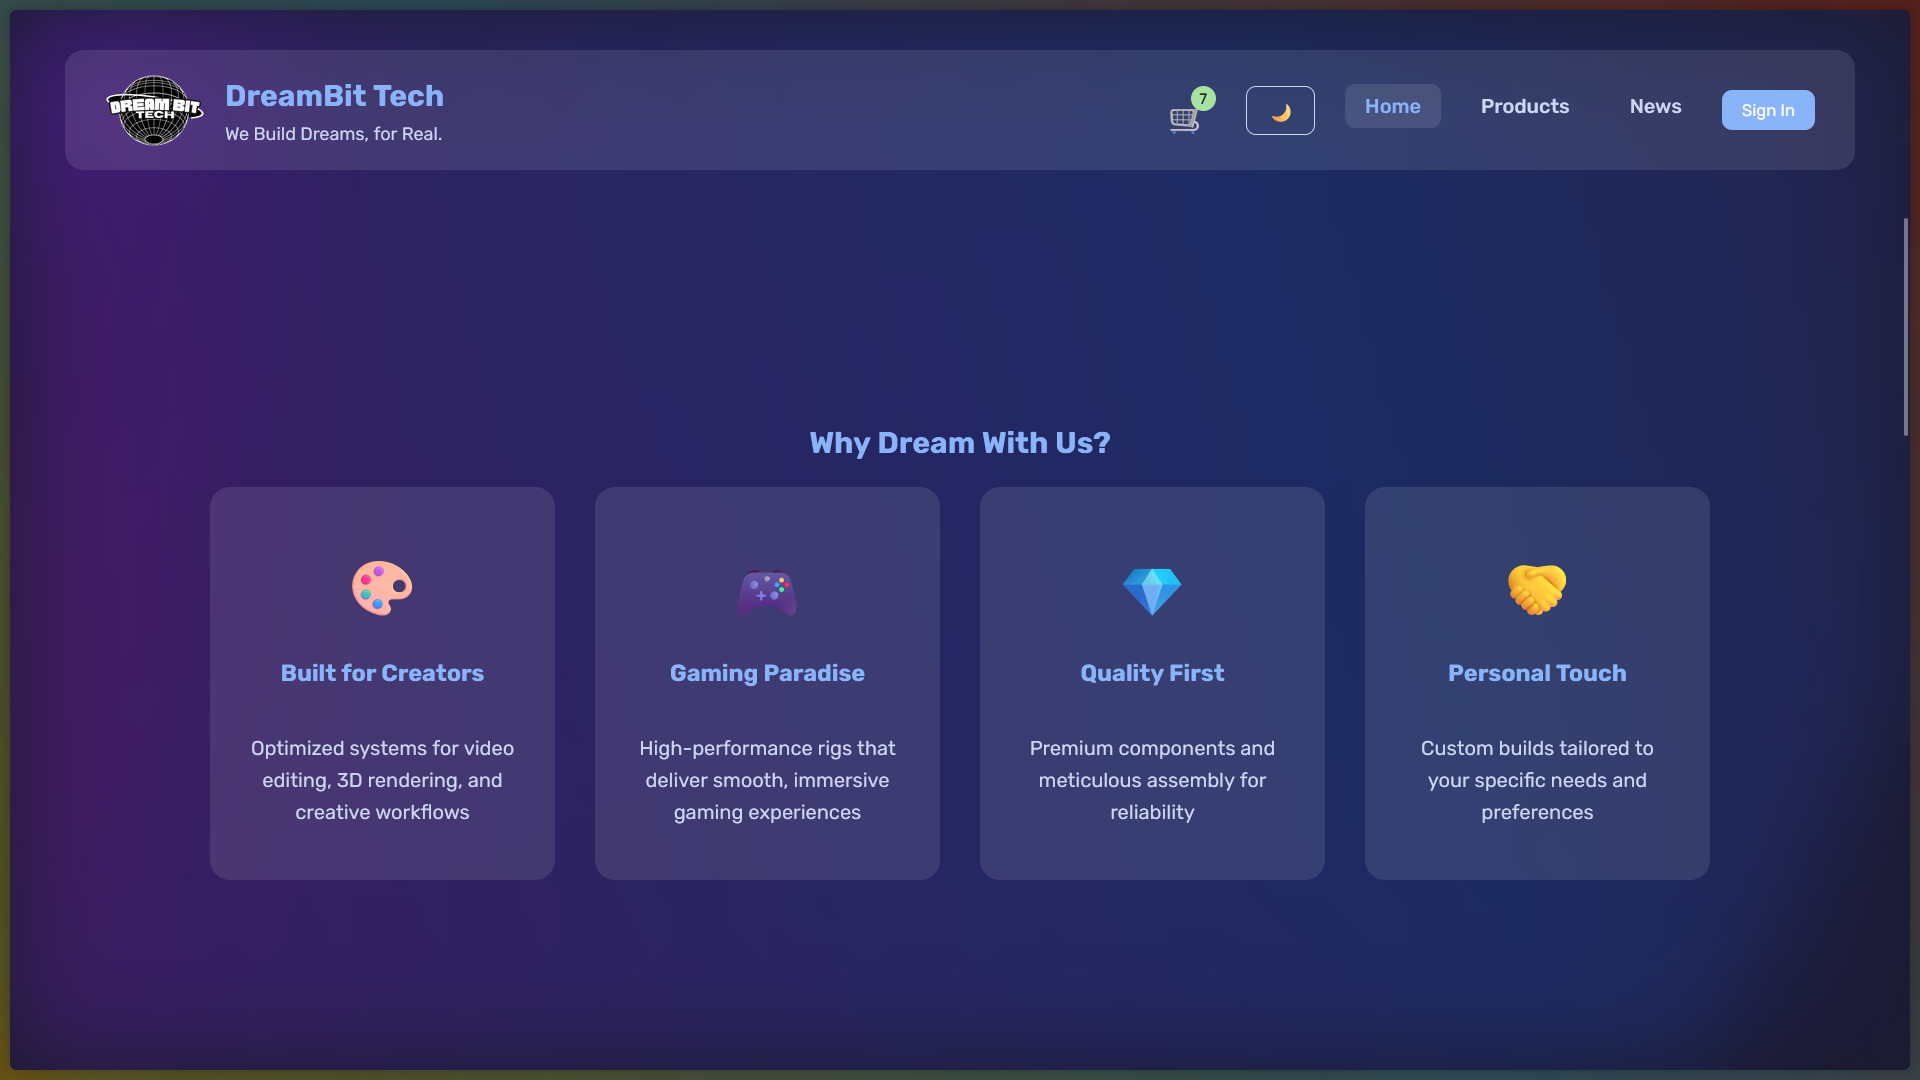 DREAM BIT
TECH
DreamBit Tech
We Build Dreams, for Real.
7
Home
Products
News
Sign In
Why Dream With Us?
Built for Creators
Optimized systems for video
editing, 3D rendering, and
creative workflows
Gaming Paradise
High-performance rigs that
deliver smooth, immersive
gaming experiences
Quality First
Premium components and
meticulous assembly for
reliability
Personal Touch
Custom builds tailored to
your specific needs and
preferences